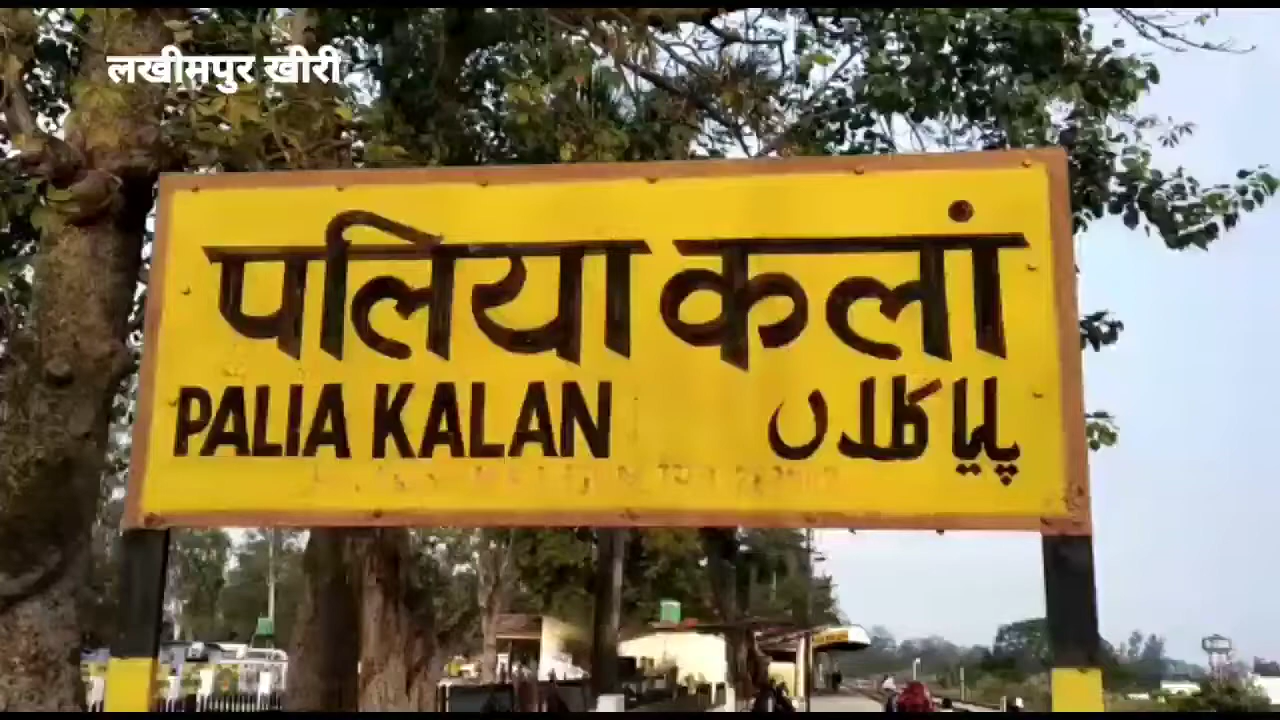 लखीमपुर खीरी
पलिया कलां
PALIA KALAN پلیا کلاں